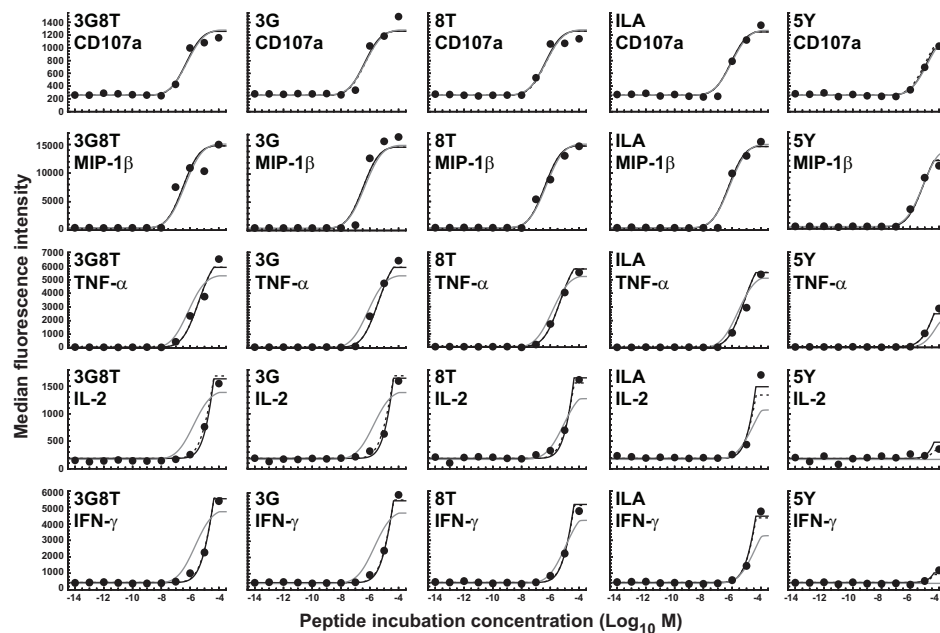 3G8T
CD107a
3G
CD107a
8T
CD107a
ILA
CD107a
5Y
CD107a
1400
1200
1000
800
600
400
200
0
3G8T
MIP-1β
3G
MIP-1β
8T
MIP-1β
ILA
MIP-1β
5Y
MIP-1β
15000
10000
5000
0
Median fluorescence intensity
3G8T
TNF-α
3G
TNF-α
8T
TNF-α
ILA
TNF-α
5Y
TNF-α
7000
6000
5000
4000
3000
2000
1000
0
3G8T
IL-2
3G
IL-2
8T
IL-2
ILA
IL-2
5Y
IL-2
1500
1000
500
0
3G8T
IFN-γ
3G
IFN-γ
8T
IFN-γ
ILA
IFN-γ
5Y
IFN-γ
6000
5000
4000
3000
2000
1000
0
-14 -12 -10 -8 -6 -4 -14 -12 -10 -8 -6 -4 -14 -12 -10 -8 -6 -4 -14 -12 -10 -8 -6 -4 -14 -12 -10 -8 -6 -4
Peptide incubation concentration (Log10 M)